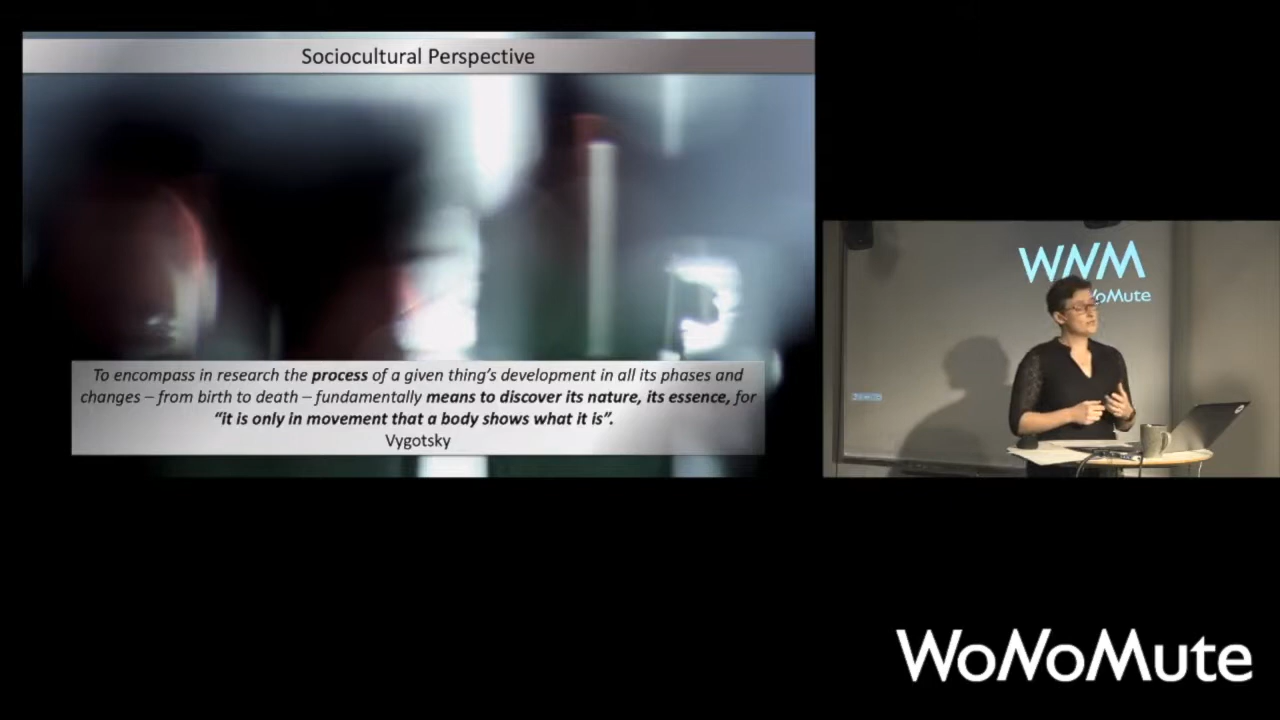 Sociocultural Perspective
To encompass in research the process of a given thing's development in all its phases and
changes – from birth to death – fundamentally means to discover its nature, its essence, for
“it is only in movement that a body shows what it is”.
Vygotsky
WNM
WoMute
WoNoMute